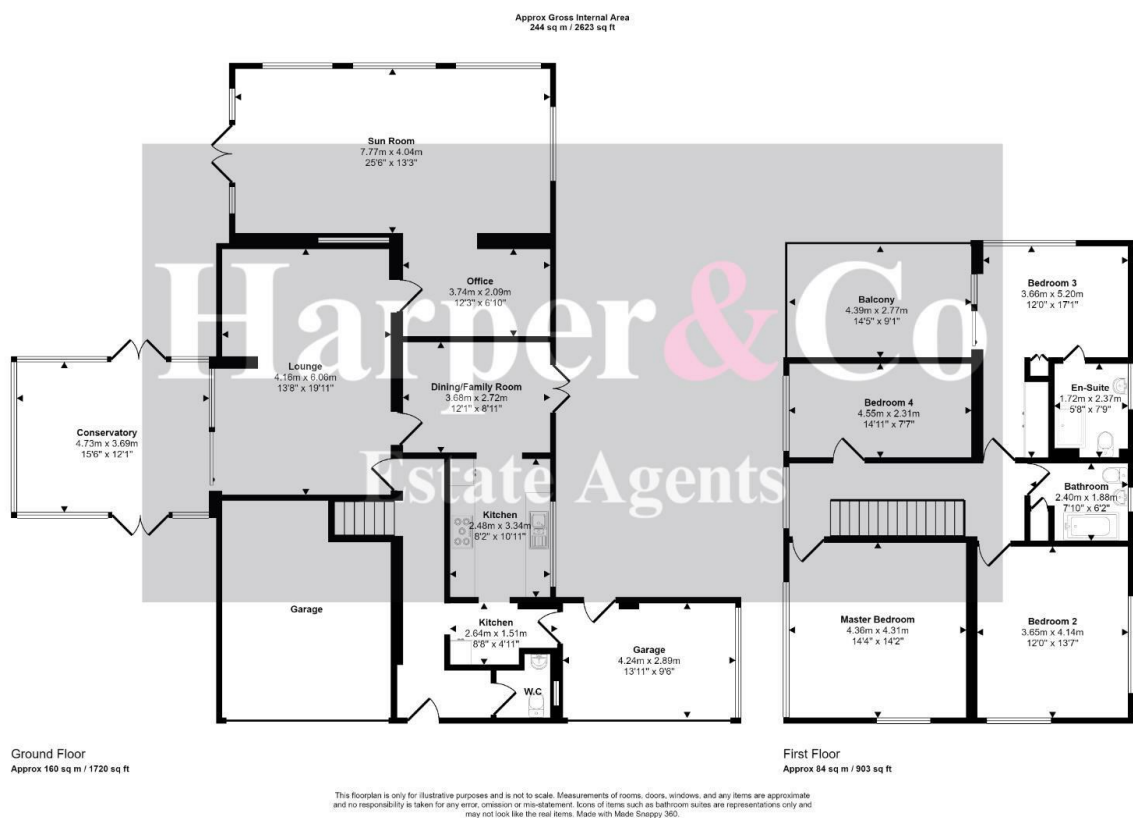 Approx Gross Internal Area
244 sq m / 2623 sq ft
Sun Room
7.77m x 4.04m
25'6" x 13'3"
Office
3.74m x 2.09m
12'3" x 6'10"
Harper&Co
Estate Agents
Lounge
4.16m x 6.06m
13'8" x 19'11"
Dining/Family Room
3.68m x 2.72m
12'1" x 8'11"
Conservatory
4.73m x 3.69m
15'6" x 12'1"
Kitchen
2.48m x 3.34m
8'2" x 10'11"
Garage
Kitchen
2.64m x 1.51m
8'8" x 4'11"
Garage
4.24m x 2.89m
13'11" x 9'6"
W.C
Balcony
4.39m x 2.77m
14'5" x 9'1"
Bedroom 3
3.66m x 5.20m
12'0" x 17'1"
Bedroom 4
4.55m x 2.31m
14'11" x 7'7"
En-Suite
1.72m x 2.37m
5'8" x 7'9"
Bathroom
2.40m x 1.88m
7'10" x 6'2"
Master Bedroom
4.36m x 4.31m
14'4" x 14'2"
Bedroom 2
3.65m x 4.14m
12'0" x 13'7"
Ground Floor
Approx 160 sq m / 1720 sq ft
First Floor
Approx 84 sq m / 903 sq ft
This floorplan is only for illustrative purposes and is not to scale. Measurements of rooms, doors, windows, and any items are approximate
and no responsibility is taken for any error, omission or mis-statement. Icons of items such as bathroom suites are representations only and
may not look like the real items. Made with Made Snappy 360.